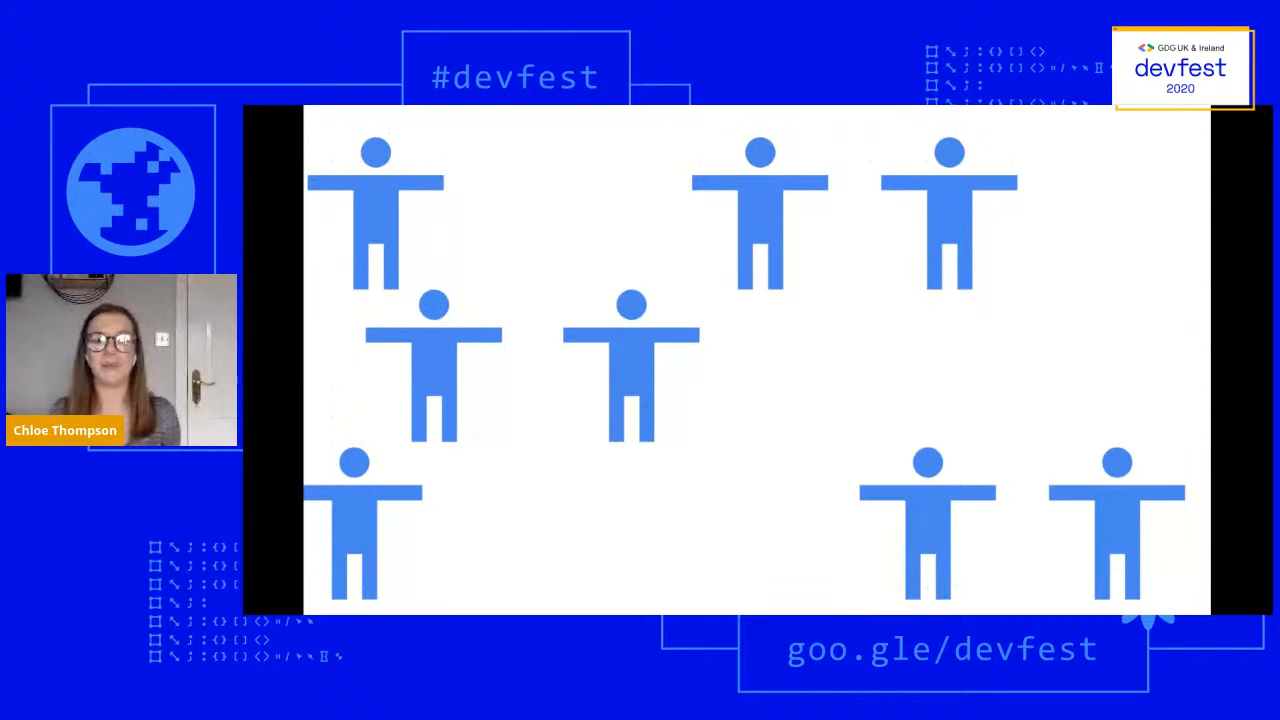 #devfest
GDG UK & Ireland
devfest
2020
Chloe Thompson
goo.gle/devfest